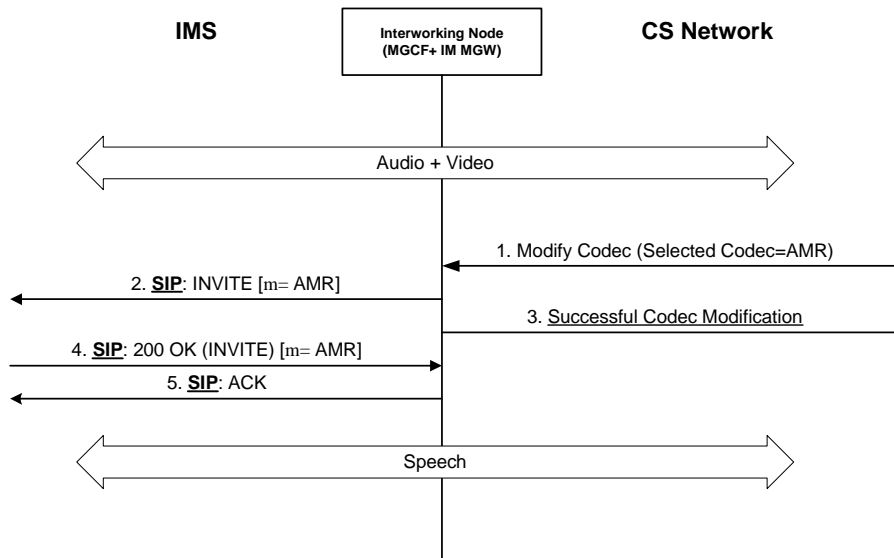 IMS
Interworking Node
(MGCF+ IM MGW)
CS Network
Audio + Video
1. Modify Codec (Selected Codec=AMR)
2. SIP: INVITE [m= AMR]
3. Successful Codec Modification
4. SIP: 200 OK (INVITE) [m= AMR]
5. SIP: ACK
Speech